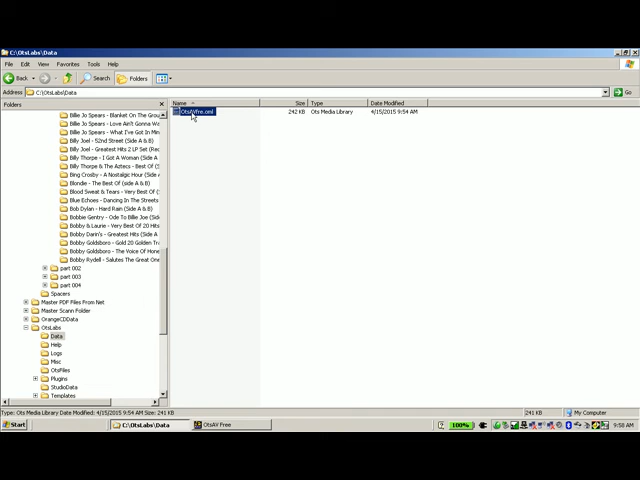 C:\OtsLabs\Data
File Edit View Favorites Tools Help
Back Search Folders
Address C:\OtsLabs\Data Go
Folders
Name Size Type Date Modified
OtsAVfre.oml 242 KB Ots Media Library 4/15/2015 9:54 AM
Billie Jo Spears - Blanket On The Grou
Billie Jo Spears - Love Ain't Gonna Wa
Billie Jo Spears - What I've Got In Min
Billy Joel - 52nd Street (Side A & B)
Billy Joel - Greatest Hits 2 LP Set (Rec
Billy Thorpe - I Got A Woman (Side A
Billy Thorpe & The Aztecs - Best Of (S
Bing Crosby - A Nostalgic Hour (Side A
Blondie - The Best Of (side A & B)
Blood Sweat & Tears - Very Best Of (
Blue Echoes - Dancing In The Streets
Bob Dylan - Hard Rain (Side A & B)
Bobbie Gentry - Ode To Billie Joe (Sid
Bobby & Laurie - Very Best Of 20 Hits
Bobby Darin's - Greatest Hits (Side A
Bobby Goldsboro - Gold 20 Golden Tra
Bobby Goldsboro - The Voice Of Hone
Bobby Rydell - Salutes The Great One
part 002
part 003
part 004
Spacers
Master PDF Files From Net
Master Scann Folder
OrangeCDData
OtsLabs
Data
Help
Logs
Misc
OtsFiles
Plugins
StudioData
Templates
Type: Ots Media Library Date Modified: 4/15/2015 9:54 AM Size: 241 KB 241 KB My Computer
Start C:\OtsLabs\Data OtsAV Free 100% 9:58 AM